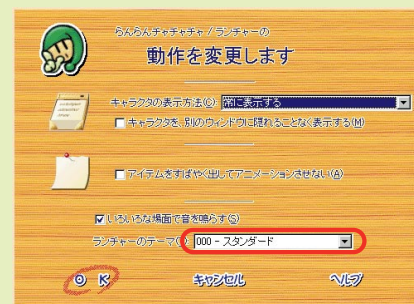 らんらんチャチャチャ / ランチャーの
動作を変更します
キャラクタの表示方法(C): 常に表示する
キャラクタを、別のウィンドウに隠れることなく表示する(M)
アイテムをすばやく出してアニメーションさせない(A)
いろいろな場面で音を鳴らす(S)
ランチャーのテーマ( 000 - スタンダード
O K キャンセル ヘルプ